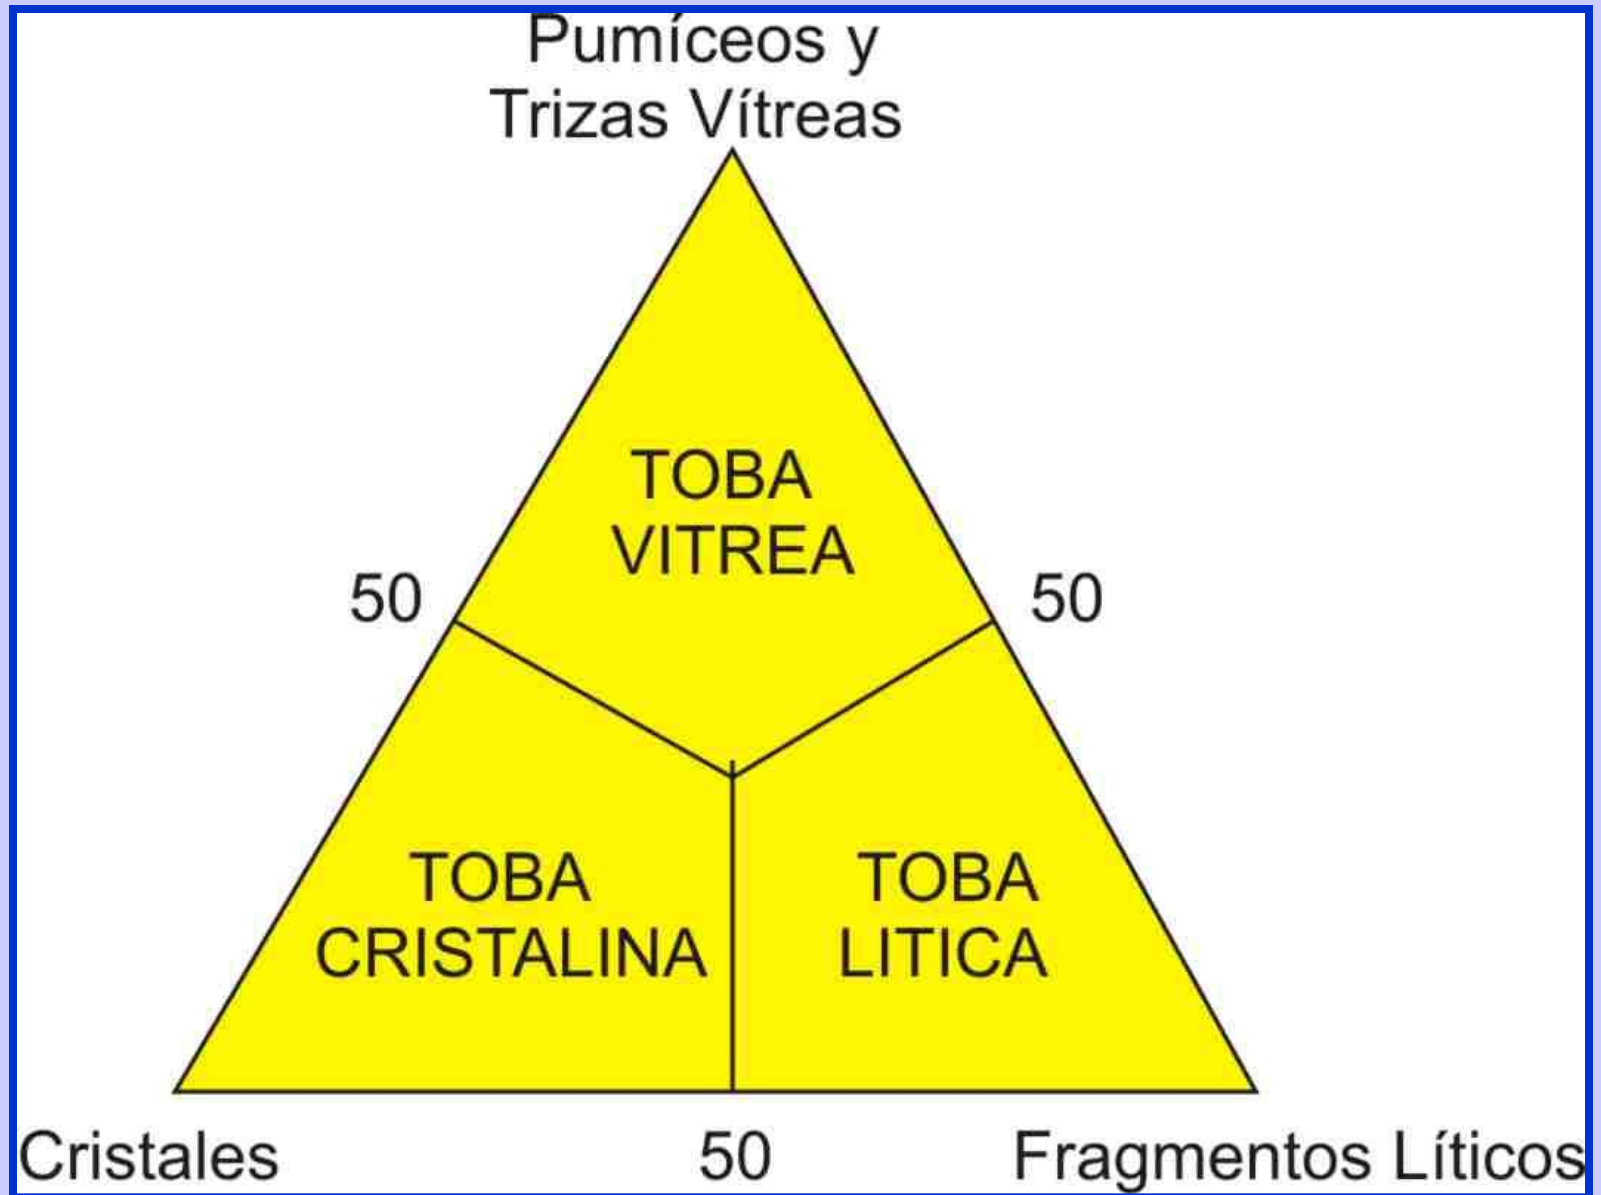 Pumíceos y
Trizas Vítreas
TOBA
VITREA
50
50
TOBA
CRISTALINA
TOBA
LITICA
Cristales
50
Fragmentos Líticos